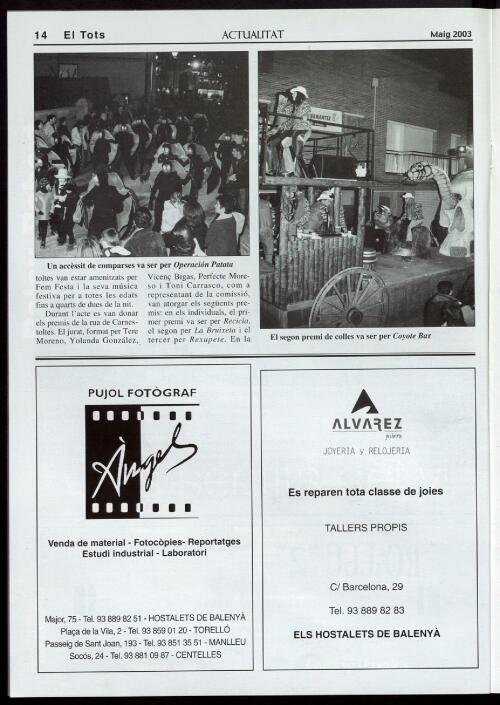 14 El Tots
ACTUALITAT
Maig 2003
Un accèssit de comparses va ser per Operación Patata
toltes van estar amenitzats per
Fem Festa i la seva música
festiva per a totes les edats
fins a quarts de dues de la nit.
Durant l'acte es van donar
els premis de la rua de Carnes-
toltes. El jurat, format per Tere
Moreno, Yolanda González,
Vicenç Bigas, Perfecte More-
so i Toni Carrasco, com a
representant de la comissió,
van atorgar els següents pre-
mis: en els individuals, el pri-
mer premi va ser per Recicla,
el segon per La Bruixeta i el
tercer per Rexupete. En la
El segon premi de colles va ser per Coyote Bar
PUJOL FOTÒGRAF
Àngel
Venda de material - Fotocòpies- Reportatges
Estudi industrial - Laboratori
Major, 75 - Tel. 93 889 82 51 - HOSTALETS DE BALENYÀ
Plaça de la Vila, 2 - Tel. 93 859 01 20 - TORELLÓ
Passeig de Sant Joan, 193 - Tel. 93 851 35 51 - MANLLEU
Socós, 24 - Tel. 93 881 09 87 - CENTELLES
ALVAREZ
joiers
JOYERIA y RELOJERIA
Es reparen tota classe de joies
TALLERS PROPIS
C/ Barcelona, 29
Tel. 93 889 82 83
ELS HOSTALETS DE BALENYÀ